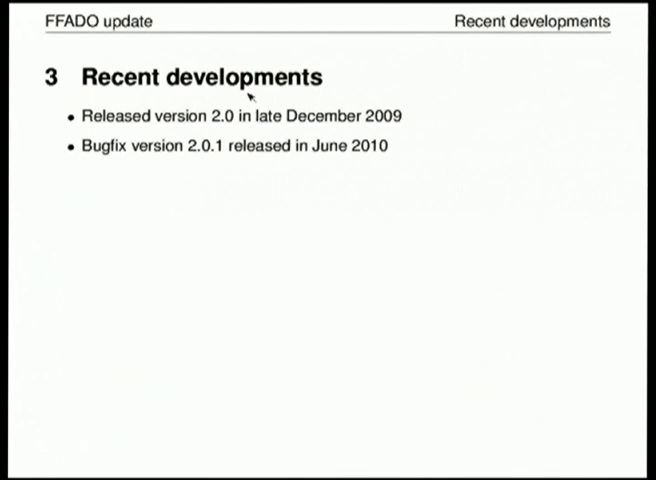 FFADO update Recent developments
3 Recent developments
• Released version 2.0 in late December 2009
• Bugfix version 2.0.1 released in June 2010